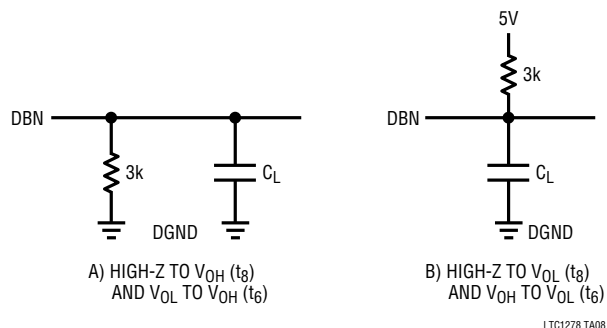 DBN
3k
C_L
DGND
A) HIGH-Z TO V_OH (t_8)
AND V_OL TO V_OH (t_6)
5V
3k
DBN
C_L
DGND
B) HIGH-Z TO V_OL (t_8)
AND V_OH TO V_OL (t_6)
LTC1278 TA08